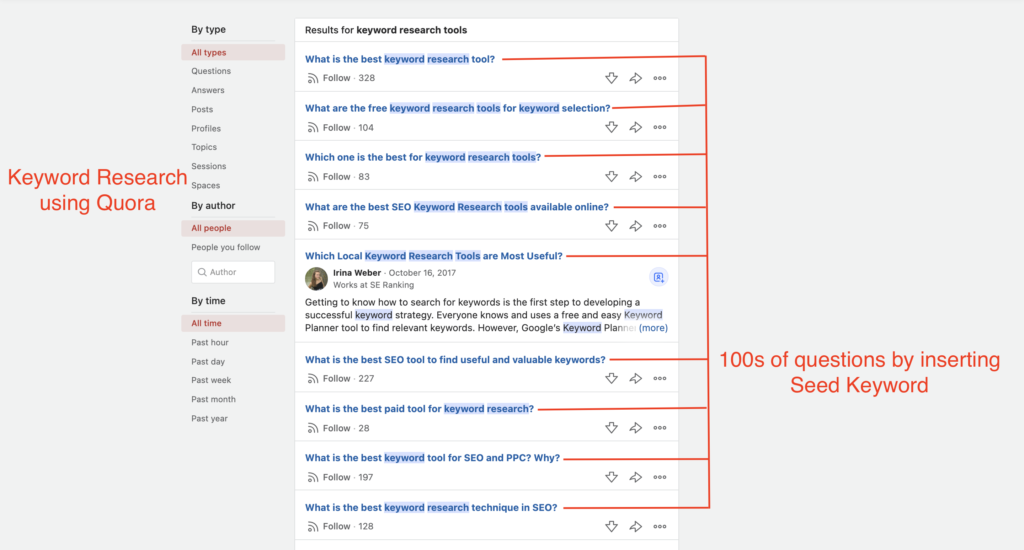 Keyword Research
using Quora
By type
All types
Questions
Answers
Posts
Profiles
Topics
Sessions
Spaces
By author
All people
People you follow
Author
By time
All time
Past hour
Past day
Past week
Past month
Past year
Results for keyword research tools
What is the best keyword research tool?
Follow · 328
What are the free keyword research tools for keyword selection?
Follow · 104
Which one is the best for keyword research tools?
Follow · 83
What are the best SEO Keyword Research tools available online?
Follow · 75
Which Local Keyword Research Tools are Most Useful?
Irina Weber · October 16, 2017
Works at SE Ranking
Getting to know how to search for keywords is the first step to developing a
successful keyword strategy. Everyone knows and uses a free and easy Keyword
Planner tool to find relevant keywords. However, Google's Keyword Planner (more)
What is the best SEO tool to find useful and valuable keywords?
Follow · 227
What is the best paid tool for keyword research?
Follow · 28
What is the best keyword tool for SEO and PPC? Why?
Follow · 197
What is the best keyword research technique in SEO?
Follow · 128
100s of questions by inserting
Seed Keyword